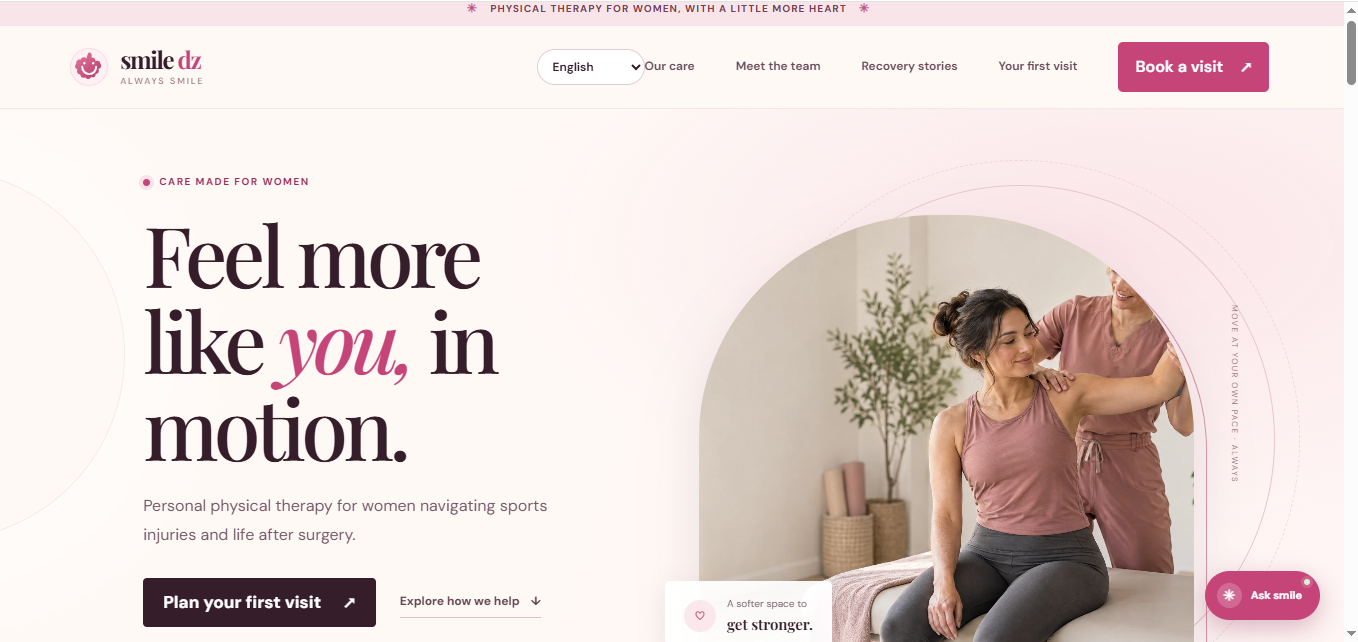 PHYSICAL THERAPY FOR WOMEN, WITH A LITTLE MORE HEART
smile dz
ALWAYS SMILE
English
Our care
Meet the team
Recovery stories
Your first visit
Book a visit ↗
CARE MADE FOR WOMEN
Feel more
like you, in
motion.
Personal physical therapy for women navigating sports
injuries and life after surgery.
Plan your first visit ↗
Explore how we help ↓
MOVE AT YOUR OWN PACE · ALWAYS
A softer space to
get stronger.
Ask smile